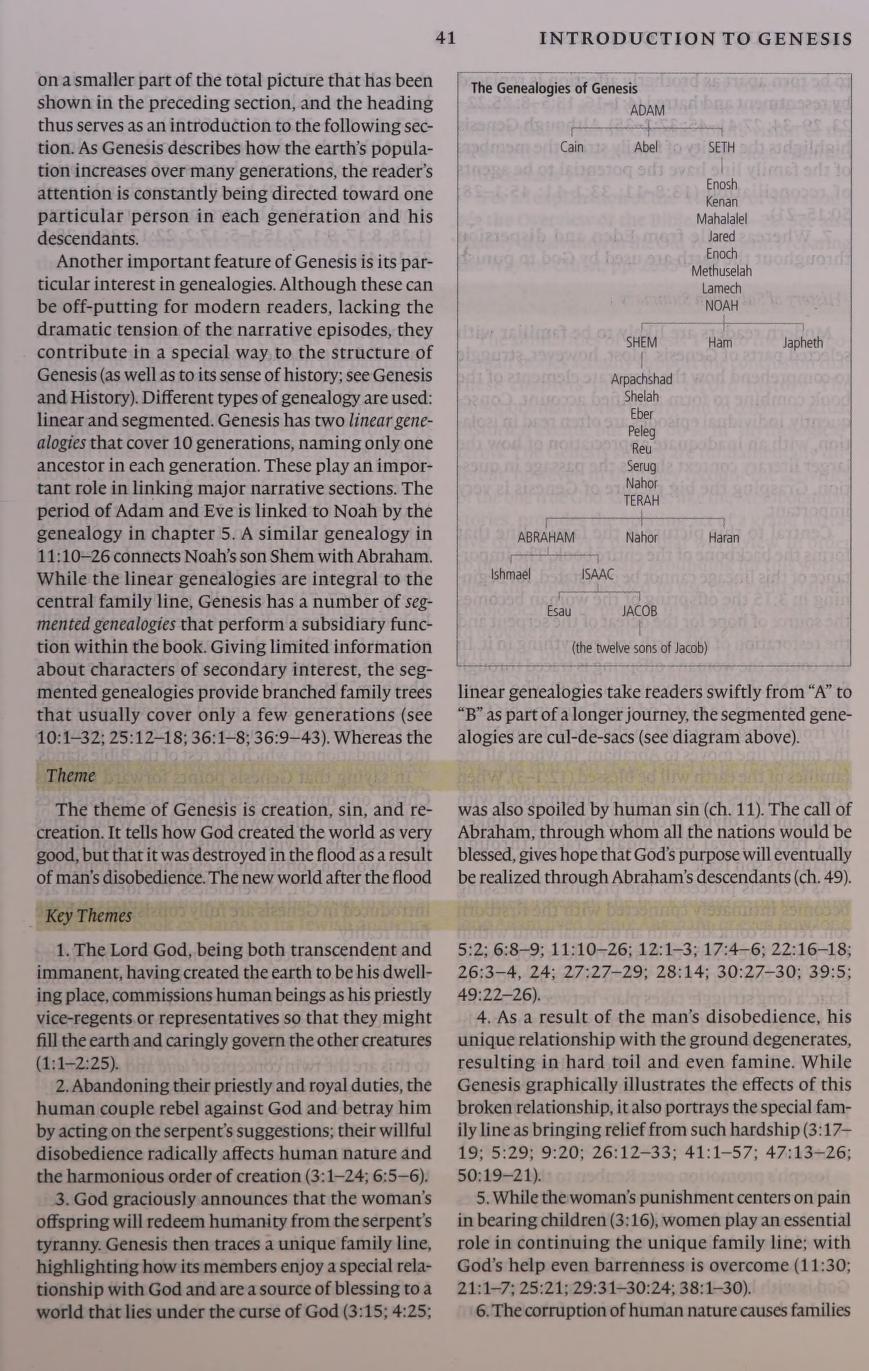 41 INTRODUCTION TO GENESIS
on a smaller part of the total picture that has been
shown in the preceding section, and the heading
thus serves as an introduction to the following sec-
tion. As Genesis describes how the earth's popula-
tion increases over many generations, the reader's
attention is constantly being directed toward one
particular person in each generation and his
descendants.
Another important feature of Genesis is its par-
ticular interest in genealogies. Although these can
be off-putting for modern readers, lacking the
dramatic tension of the narrative episodes, they
contribute in a special way to the structure of
Genesis (as well as to its sense of history; see Genesis
and History). Different types of genealogy are used:
linear and segmented. Genesis has two linear gene-
alogies that cover 10 generations, naming only one
ancestor in each generation. These play an impor-
tant role in linking major narrative sections. The
period of Adam and Eve is linked to Noah by the
genealogy in chapter 5. A similar genealogy in
11:10–26 connects Noah's son Shem with Abraham.
While the linear genealogies are integral to the
central family line, Genesis has a number of seg-
mented genealogies that perform a subsidiary func-
tion within the book. Giving limited information
about characters of secondary interest, the seg-
mented genealogies provide branched family trees
that usually cover only a few generations (see
10:1–32; 25:12–18; 36:1–8; 36:9–43). Whereas the
The Genealogies of Genesis
ADAM
Cain Abel SETH
Enosh
Kenan
Mahalalel
Jared
Enoch
Methuselah
Lamech
NOAH
SHEM Ham Japheth
Arpachshad
Shelah
Eber
Peleg
Reu
Serug
Nahor
TERAH
ABRAHAM Nahor Haran
Ishmael ISAAC
Esau JACOB
(the twelve sons of Jacob)
linear genealogies take readers swiftly from “A” to
“B” as part of a longer journey, the segmented gene-
alogies are cul-de-sacs (see diagram above).
Theme
The theme of Genesis is creation, sin, and re-
creation. It tells how God created the world as very
good, but that it was destroyed in the flood as a result
of man's disobedience. The new world after the flood
was also spoiled by human sin (ch. 11). The call of
Abraham, through whom all the nations would be
blessed, gives hope that God's purpose will eventually
be realized through Abraham's descendants (ch. 49).
Key Themes
1. The Lord God, being both transcendent and
immanent, having created the earth to be his dwell-
ing place, commissions human beings as his priestly
vice-regents or representatives so that they might
fill the earth and caringly govern the other creatures
(1:1–2:25).
2. Abandoning their priestly and royal duties, the
human couple rebel against God and betray him
by acting on the serpent's suggestions; their willful
disobedience radically affects human nature and
the harmonious order of creation (3:1–24; 6:5–6).
3. God graciously announces that the woman's
offspring will redeem humanity from the serpent's
tyranny. Genesis then traces a unique family line,
highlighting how its members enjoy a special rela-
tionship with God and are a source of blessing to a
world that lies under the curse of God (3:15; 4:25;
5:2; 6:8–9; 11:10–26; 12:1–3; 17:4–6; 22:16–18;
26:3–4, 24; 27:27–29; 28:14; 30:27–30; 39:5;
49:22–26).
4. As a result of the man's disobedience, his
unique relationship with the ground degenerates,
resulting in hard toil and even famine. While
Genesis graphically illustrates the effects of this
broken relationship, it also portrays the special fam-
ily line as bringing relief from such hardship (3:17–
19; 5:29; 9:20; 26:12–33; 41:1–57; 47:13–26;
50:19–21).
5. While the woman's punishment centers on pain
in bearing children (3:16), women play an essential
role in continuing the unique family line; with
God's help even barrenness is overcome (11:30;
21:1–7; 25:21; 29:31–30:24; 38:1–30).
6. The corruption of human nature causes families